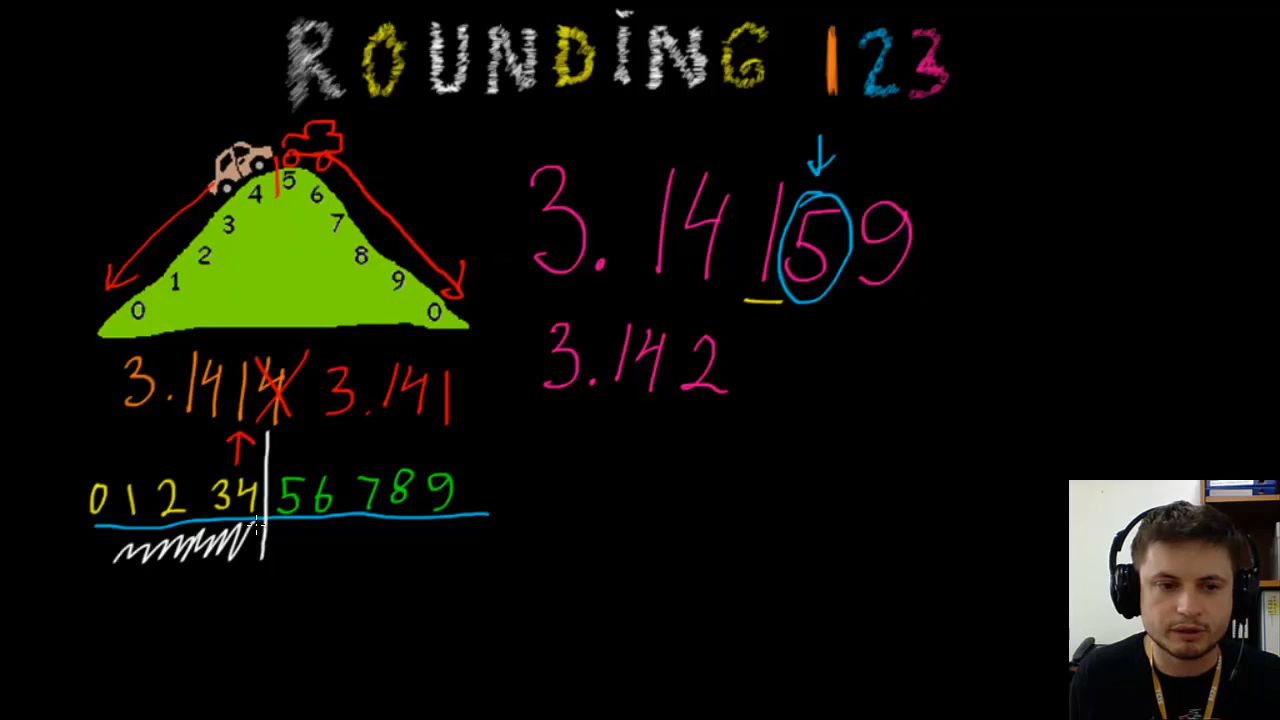 ROUNDING 123
4 5 6
3 7
2 8
1 9
0 0
3.14159
3.142
3.1414 3.141
0 1 2 3 4 5 6 7 8 9